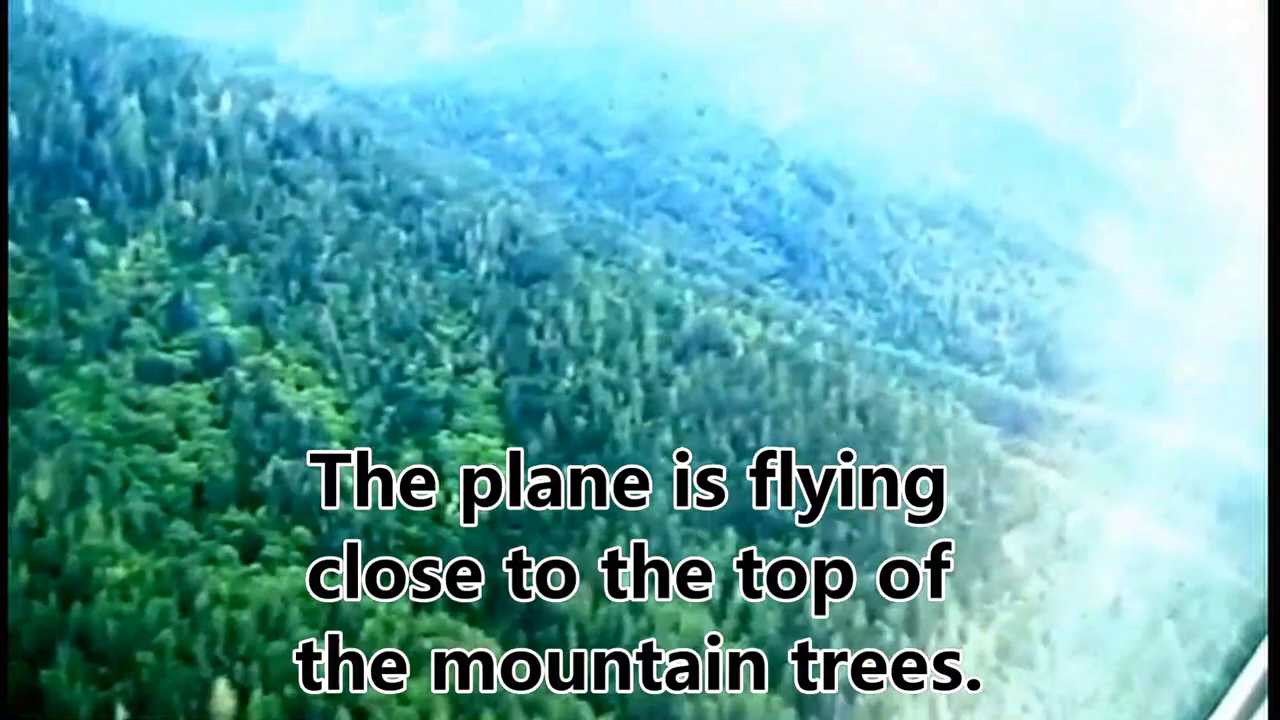 The plane is flying
close to the top of
the mountain trees.